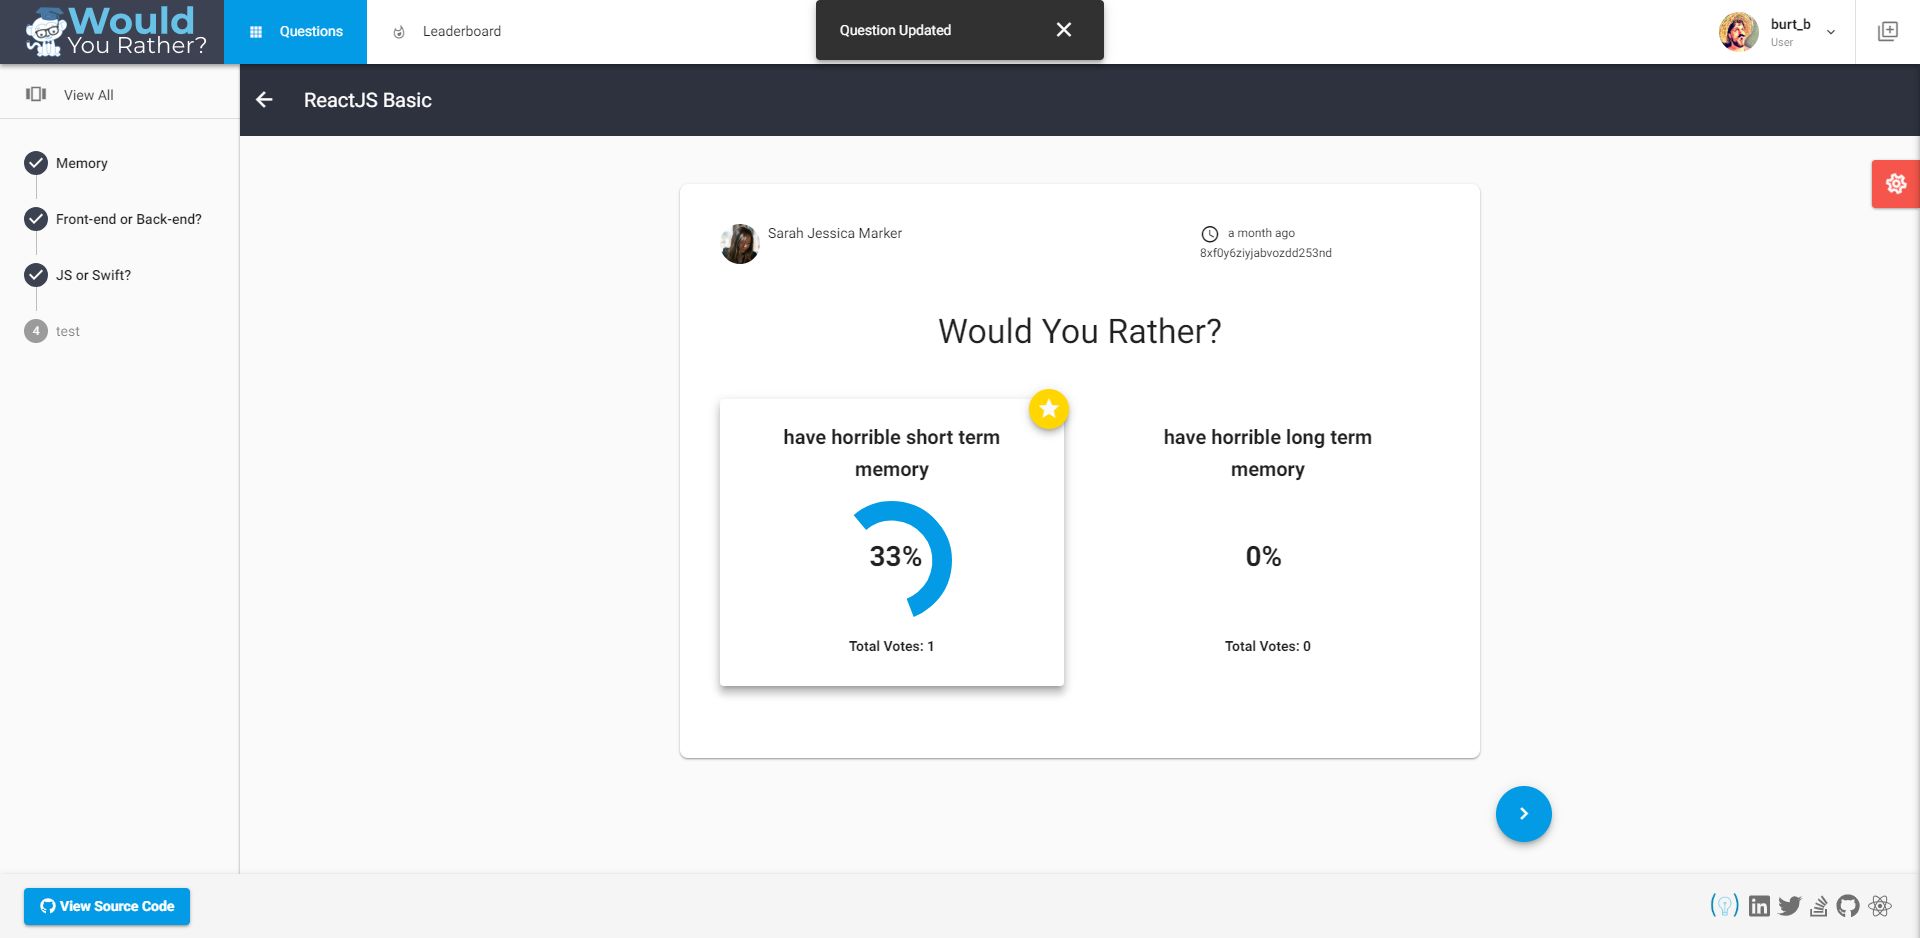 Would
You Rather?
Questions
Leaderboard
Question Updated
burt_b
User
View All
ReactJS Basic
Memory
Front-end or Back-end?
JS or Swift?
4 test
Sarah Jessica Marker
a month ago
8xf0y6ziyjabvozdd253nd
Would You Rather?
have horrible short term
memory
33%
Total Votes: 1
have horrible long term
memory
0%
Total Votes: 0
View Source Code